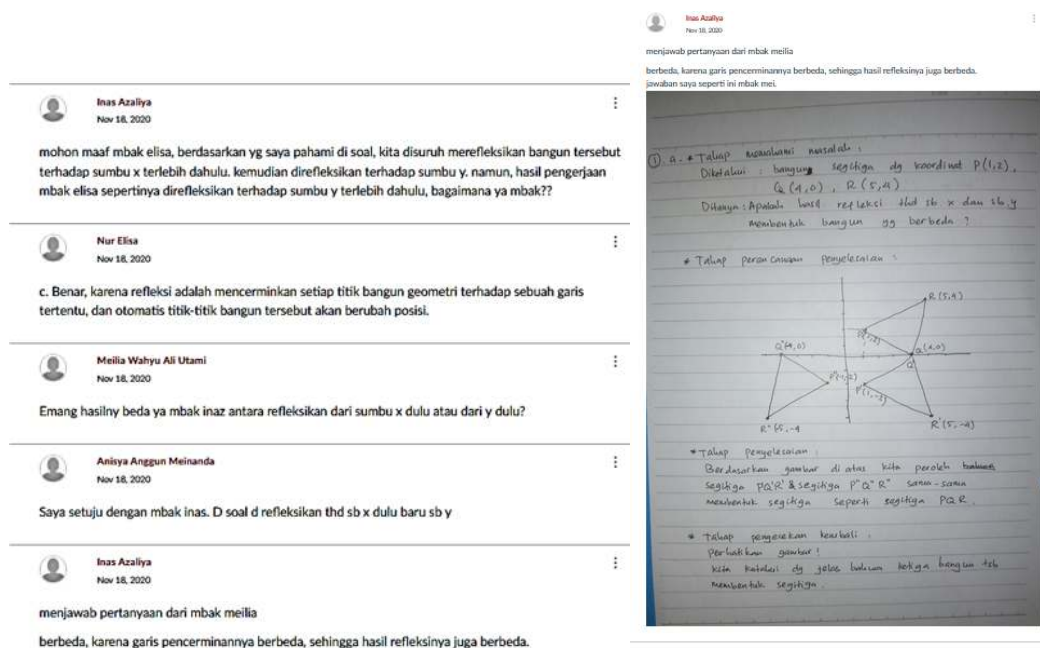 Inas Azaliya
Nov 18, 2020
mohon maaf mbak elisa, berdasarkan yg saya pahami di soal, kita disuruh merefleksikan bangun tersebut
terhadap sumbu x terlebih dahulu. kemudian direfleksikan terhadap sumbu y. namun, hasil pengerjaan
mbak elisa sepertinya direfleksikan terhadap sumbu y terlebih dahulu, bagaimana ya mbak??
Nur Elisa
Nov 18, 2020
c. Benar, karena refleksi adalah mencerminkan setiap titik bangun geometri terhadap sebuah garis
tertentu, dan otomatis titik-titik bangun tersebut akan berubah posisi.
Meilia Wahyu Ali Utami
Nov 18, 2020
Emang hasilny beda ya mbak inaz antara refleksikan dari sumbu x dulu atau dari y dulu?
Anisya Anggun Meinanda
Nov 18, 2020
Saya setuju dengan mbak inas. D soal d refleksikan thd sb x dulu baru sb y
Inas Azaliya
Nov 18, 2020
menjawab pertanyaan dari mbak meilia
berbeda, karena garis pencerminannya berbeda, sehingga hasil refleksinya juga berbeda.
Inas Azaliya
Nov 18, 2020
menjawab pertanyaan dari mbak meilia
berbeda, karena garis pencerminannya berbeda, sehingga hasil refleksinya juga berbeda.
jawaban saya seperti ini mbak mei.
① a. * Tahap memahami masalah :
Diketahui : bangun segitiga dg koordinat P(1,2),
Q(4,0), R(5,4)
Ditanya : Apakah hasil refleksi thd sb x dan sb y
membentuk bangun yg berbeda ?
* Tahap perencanaan Penyelesaian :
R(5,4)
Q(4,0)
R'(5,-4)
R"(-5,-4
* Tahap Penyelesaian :
Berdasarkan gambar di atas kita peroleh
segitiga P'Q'R' & segitiga P"Q"R" sama-sama
membentuk segitiga seperti segitiga PQR.
* Tahap pengecekan kembali :
Perhatikan gambar !
kita ketahui dg jelas bahwa ketiga bangun tsb
membentuk segitiga.